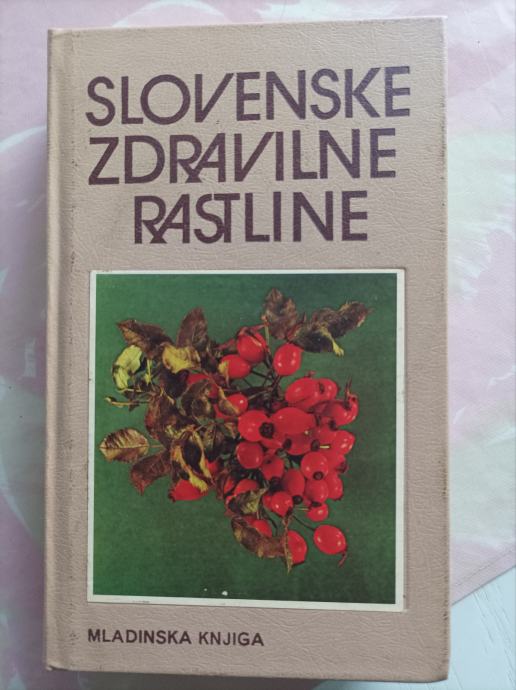 SLOVENSKE
ZDRAVILNE
RASTLINE
MLADINSKA KNJIGA